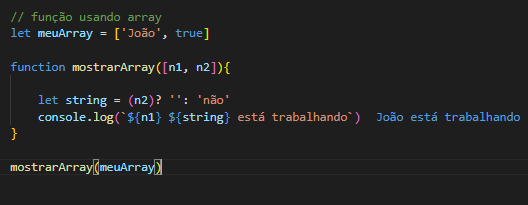 // função usando array
let meuArray = ['João', true]
function mostrarArray([n1, n2]){
let string = (n2)? '': 'não'
console.log(`${n1} ${string} está trabalhando`) João está trabalhando
}
mostrarArray(meuArray)